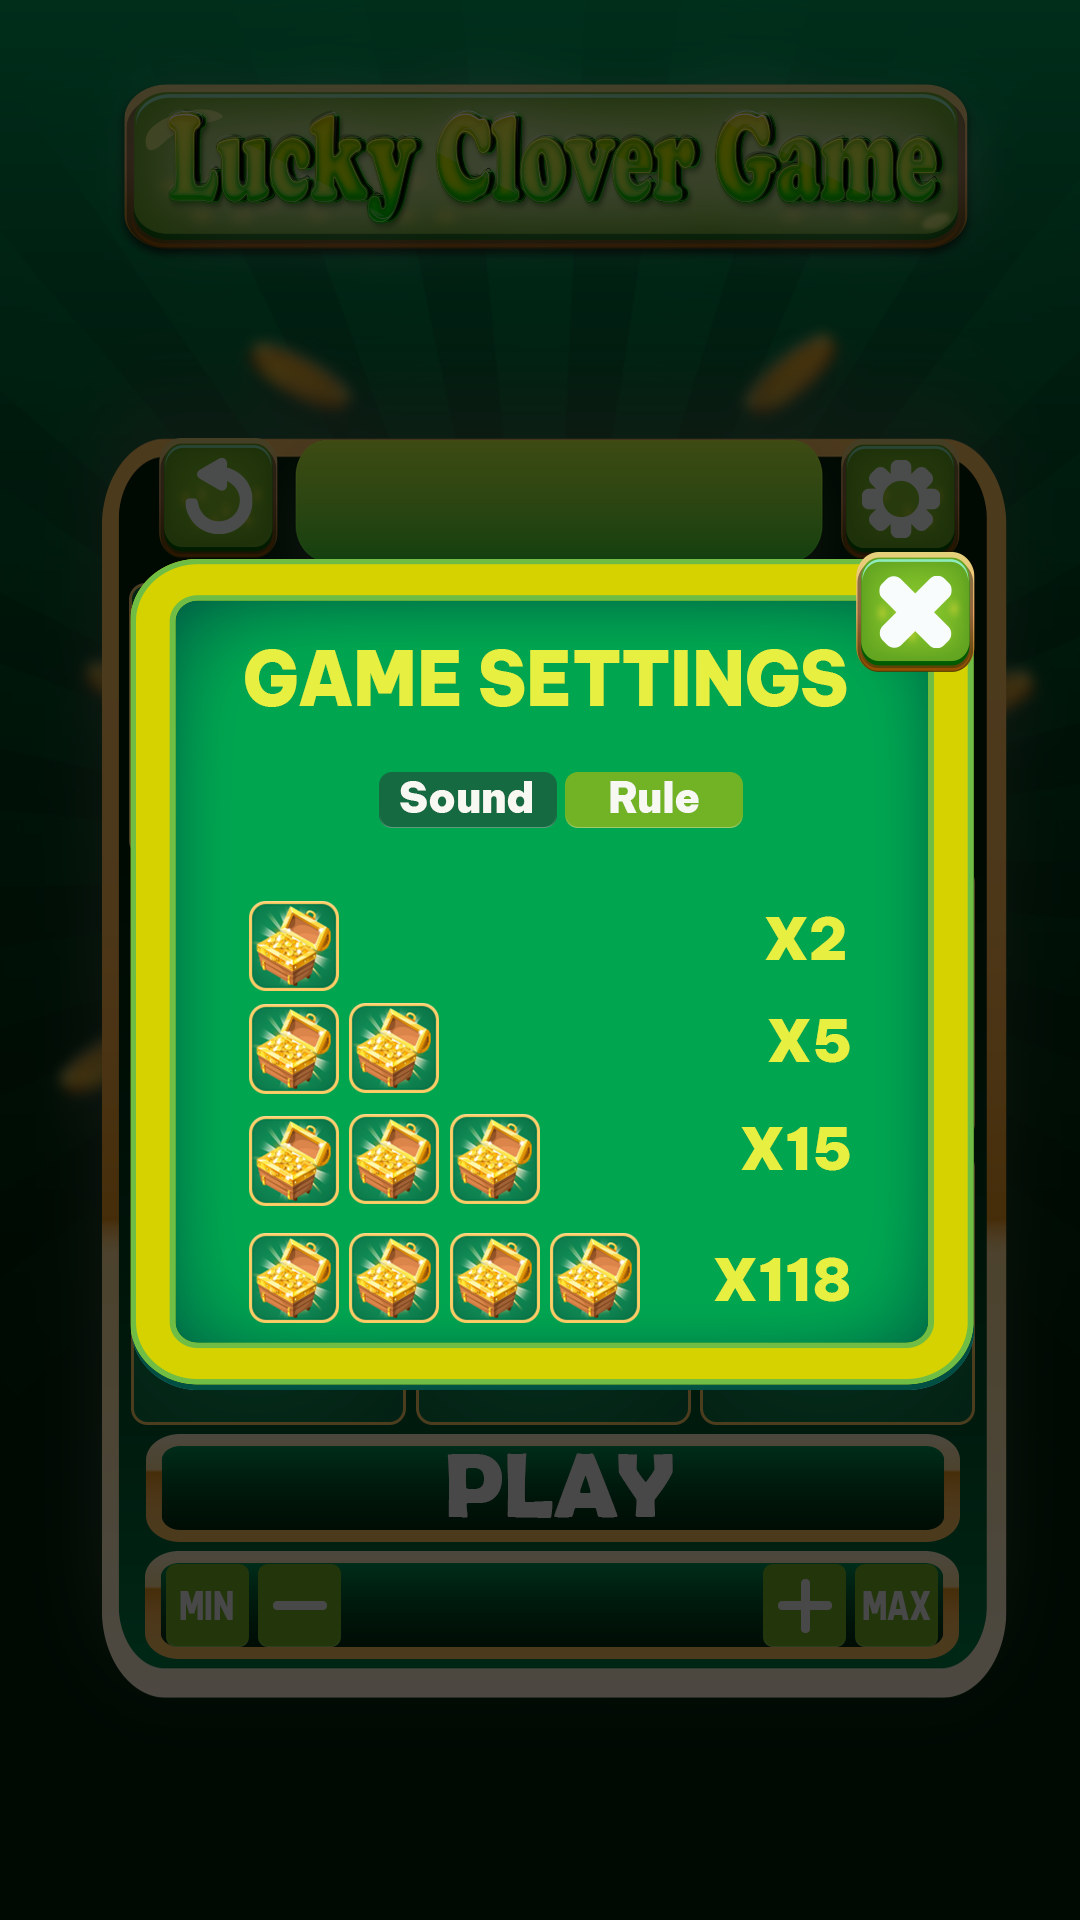 Lucky Clover Game
GAME SETTINGS
Sound Rule
X2
X5
X15
X118
PLAY
MIN MAX